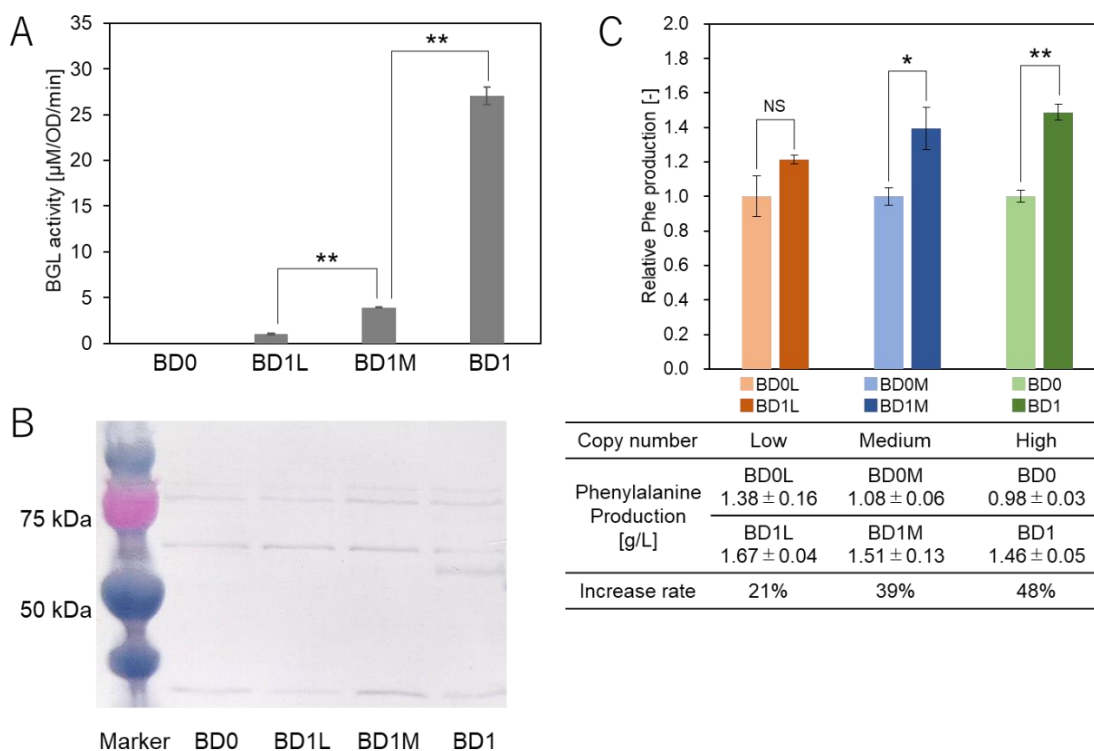 A
BGL activity [μM/OD/min]
35
30
25
20
15
10
5
0
**
**
BD0 BD1L BD1M BD1
B
75 kDa
50 kDa
Marker BD0 BD1L BD1M BD1
C
Relative Phe production [-]
2.0
1.8
1.6
1.4
1.2
1.0
0.8
0.6
0.4
0.2
0.0
NS
*
**
BD0L BD0M BD0
BD1L BD1M BD1
Copy number Low Medium High
Phenylalanine Production [g/L]
BD0L BD0M BD0
1.38±0.16 1.08±0.06 0.98±0.03
BD1L BD1M BD1
1.67±0.04 1.51±0.13 1.46±0.05
Increase rate 21% 39% 48%